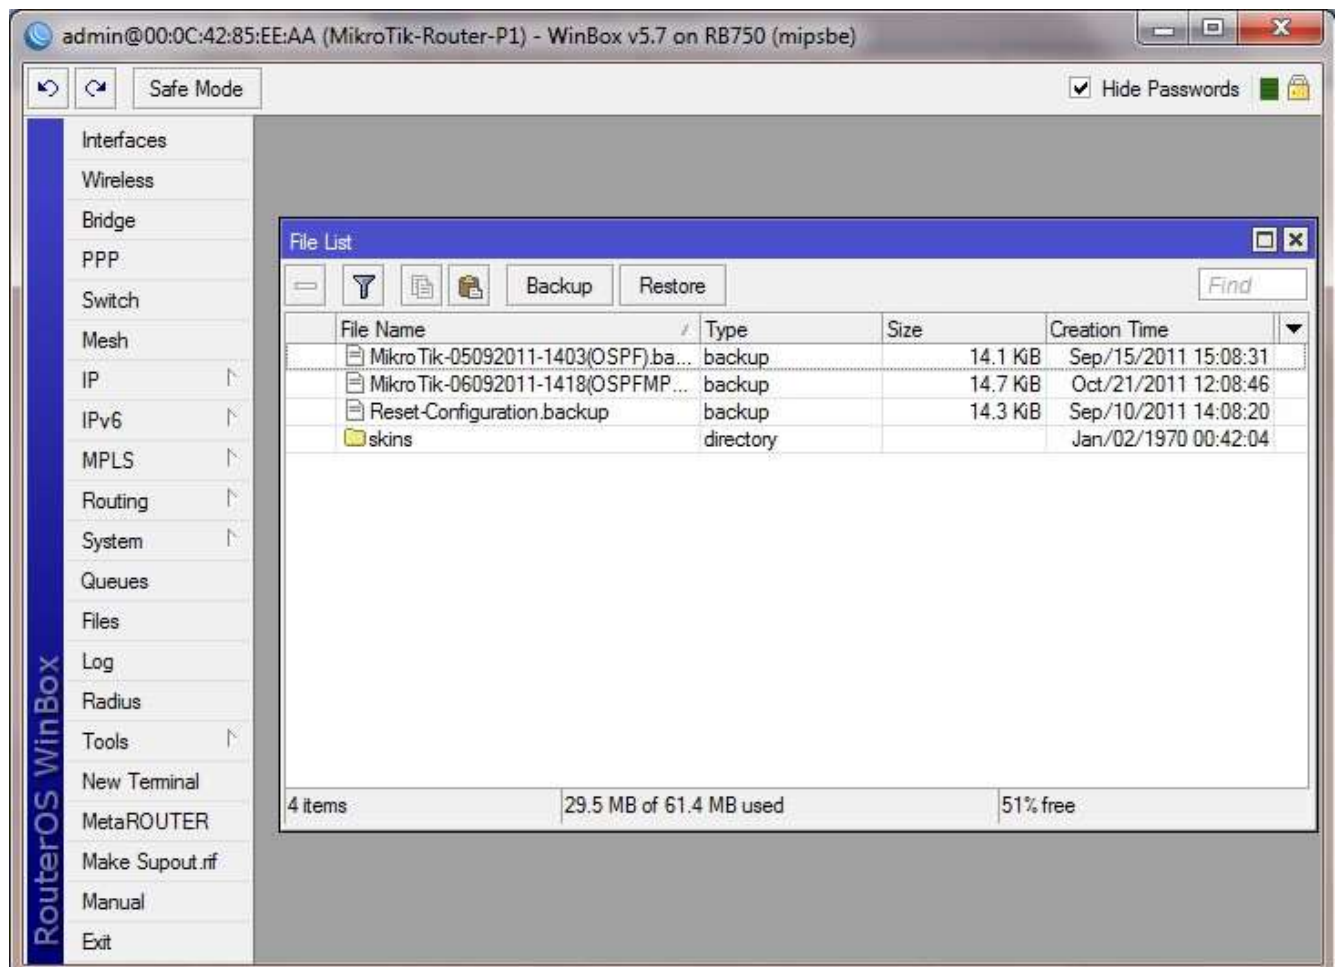 admin@00:0C:42:85:EE:AA (MikroTik-Router-P1) - WinBox v5.7 on RB750 (mipsbe)
Safe Mode Hide Passwords
Interfaces
Wireless
Bridge
PPP
Switch
Mesh
IP
IPv6
MPLS
Routing
System
Queues
Files
Log
Radius
Tools
New Terminal
MetaROUTER
Make Supout.rif
Manual
Exit
RouterOS WinBox
File List
Backup Restore Find
File Name Type Size Creation Time
MikroTik-05092011-1403(OSPF).ba... backup 14.1 KiB Sep/15/2011 15:08:31
MikroTik-06092011-1418(OSPFMP... backup 14.7 KiB Oct/21/2011 12:08:46
Reset-Configuration.backup backup 14.3 KiB Sep/10/2011 14:08:20
skins directory Jan/02/1970 00:42:04
4 items 29.5 MB of 61.4 MB used 51% free